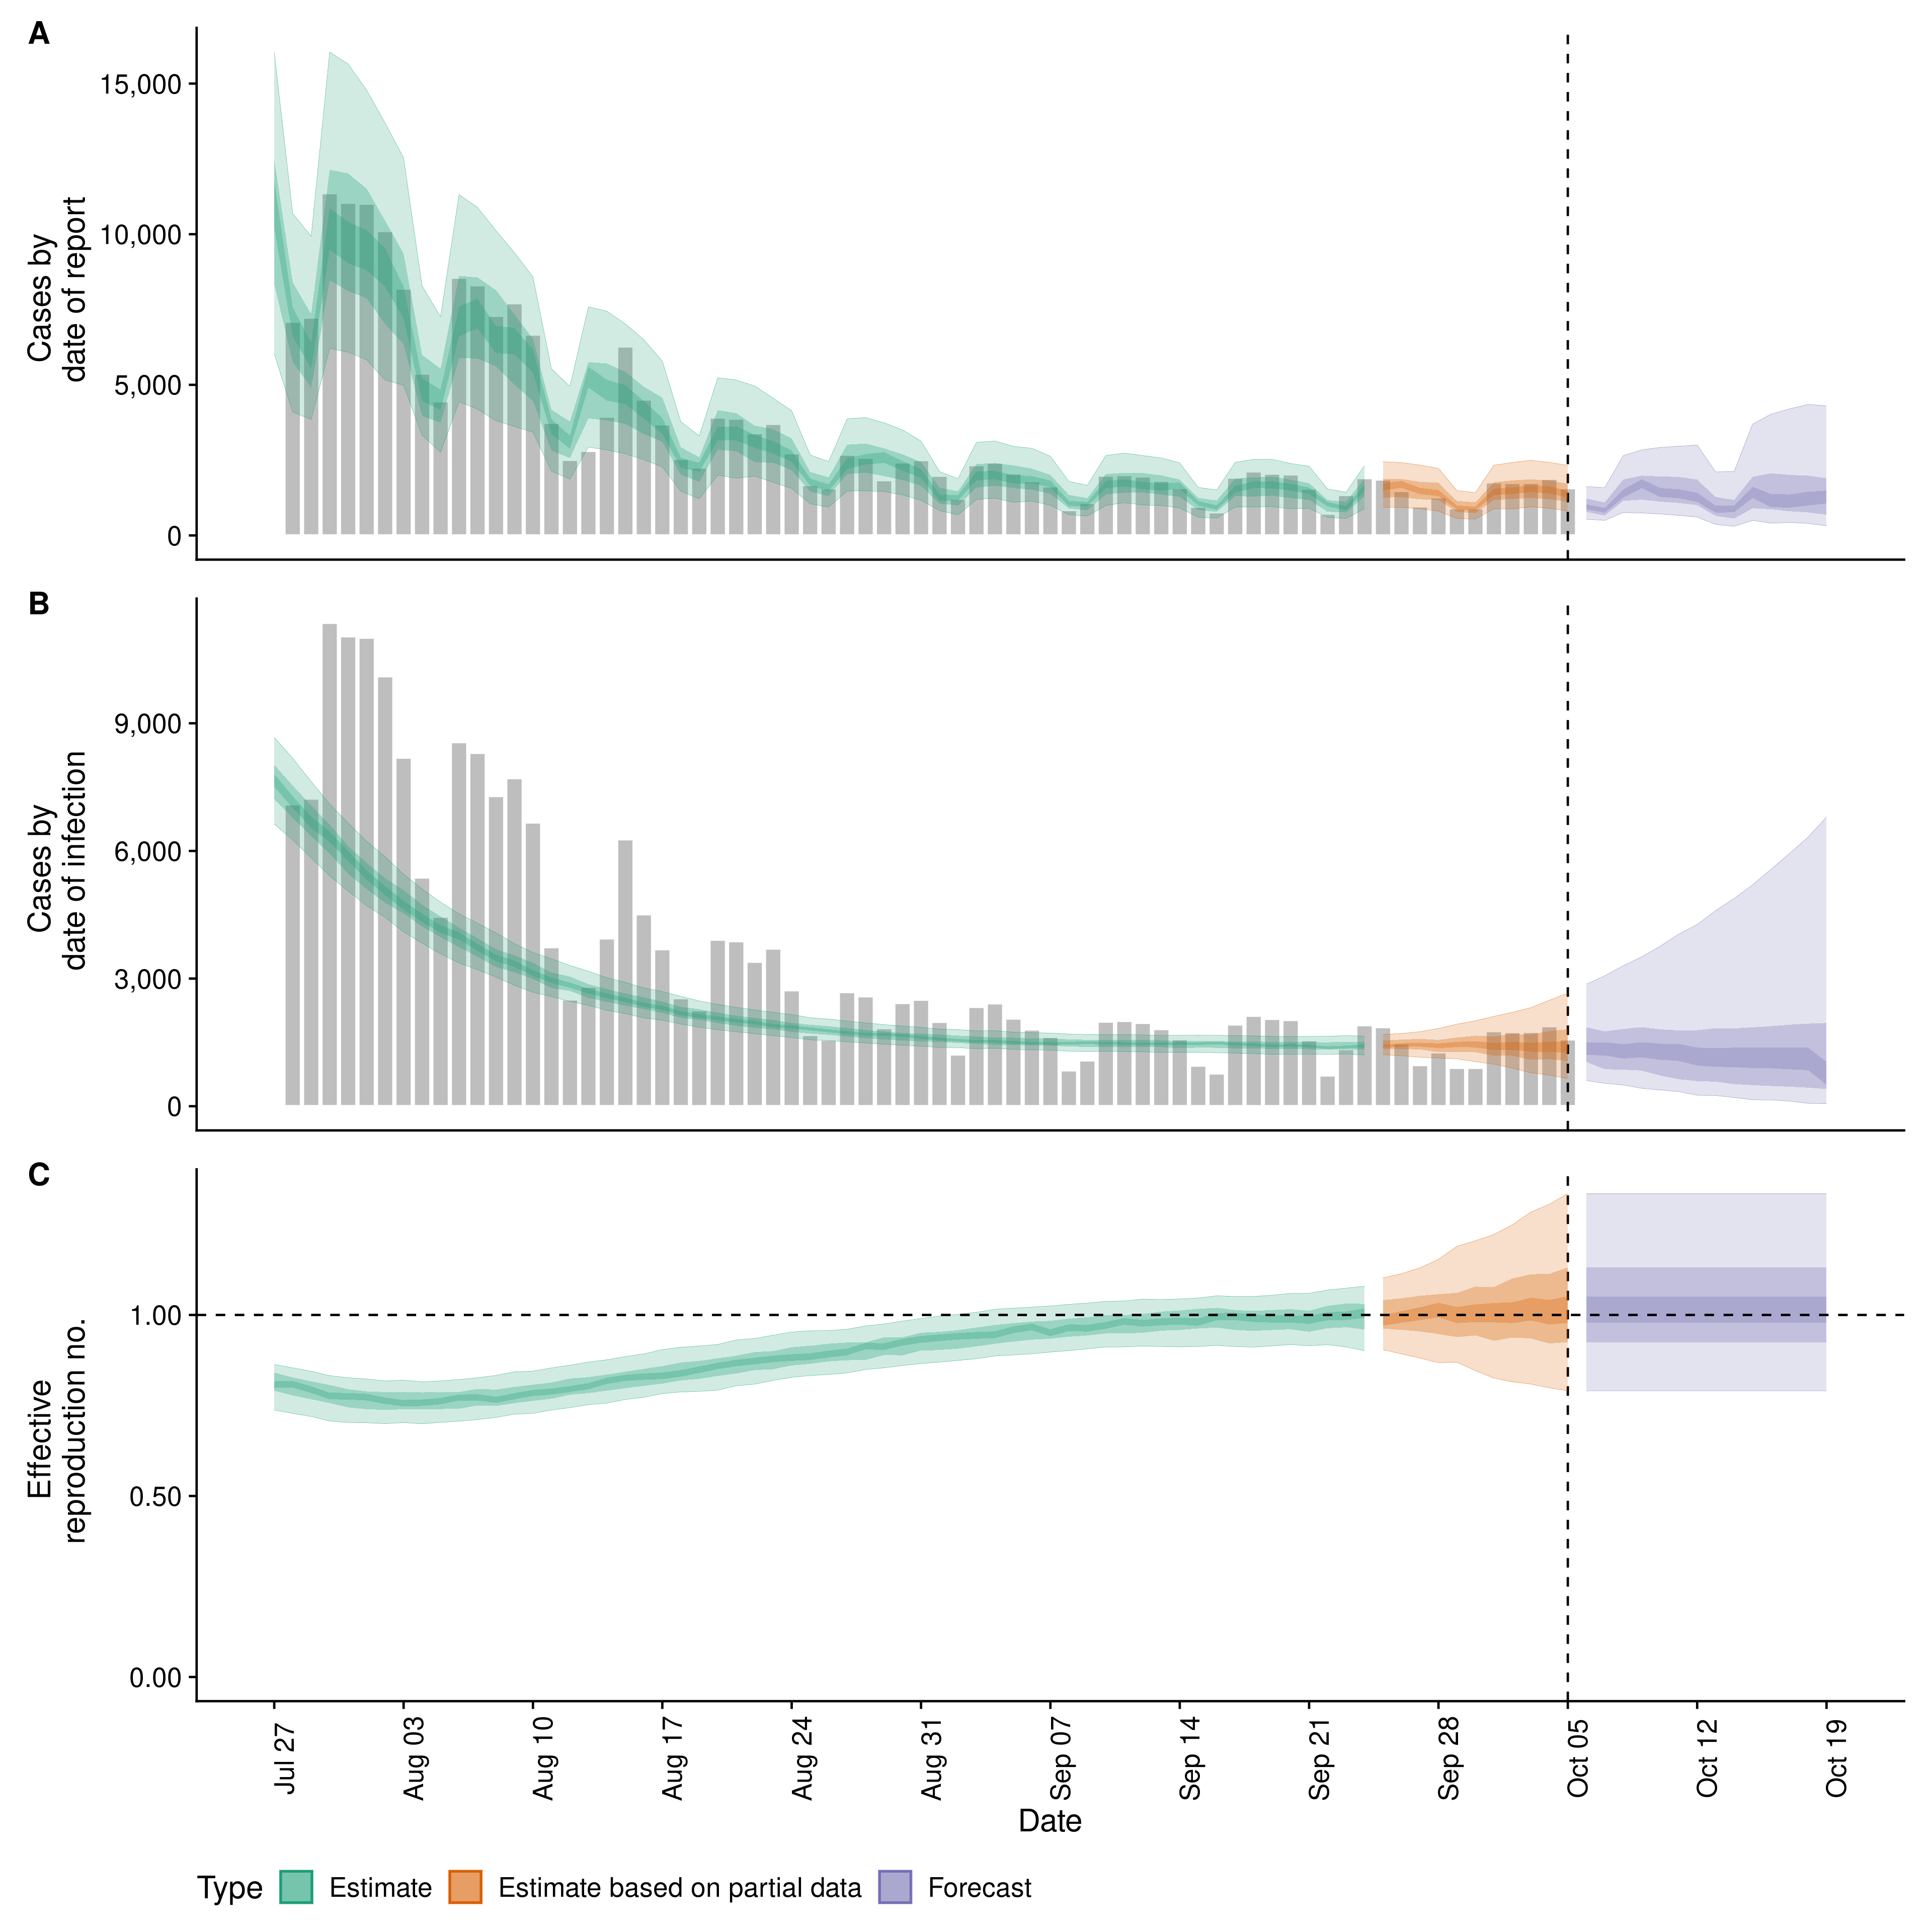 A
15,000
10,000
5,000
0
Cases by
date of report
B
9,000
6,000
3,000
0
Cases by
date of infection
C
1.00
0.50
0.00
Effective
reproduction no.
Jul 27
Aug 03
Aug 10
Aug 17
Aug 24
Aug 31
Sep 07
Sep 14
Sep 21
Sep 28
Oct 05
Oct 12
Oct 19
Date
Type Estimate Estimate based on partial data Forecast